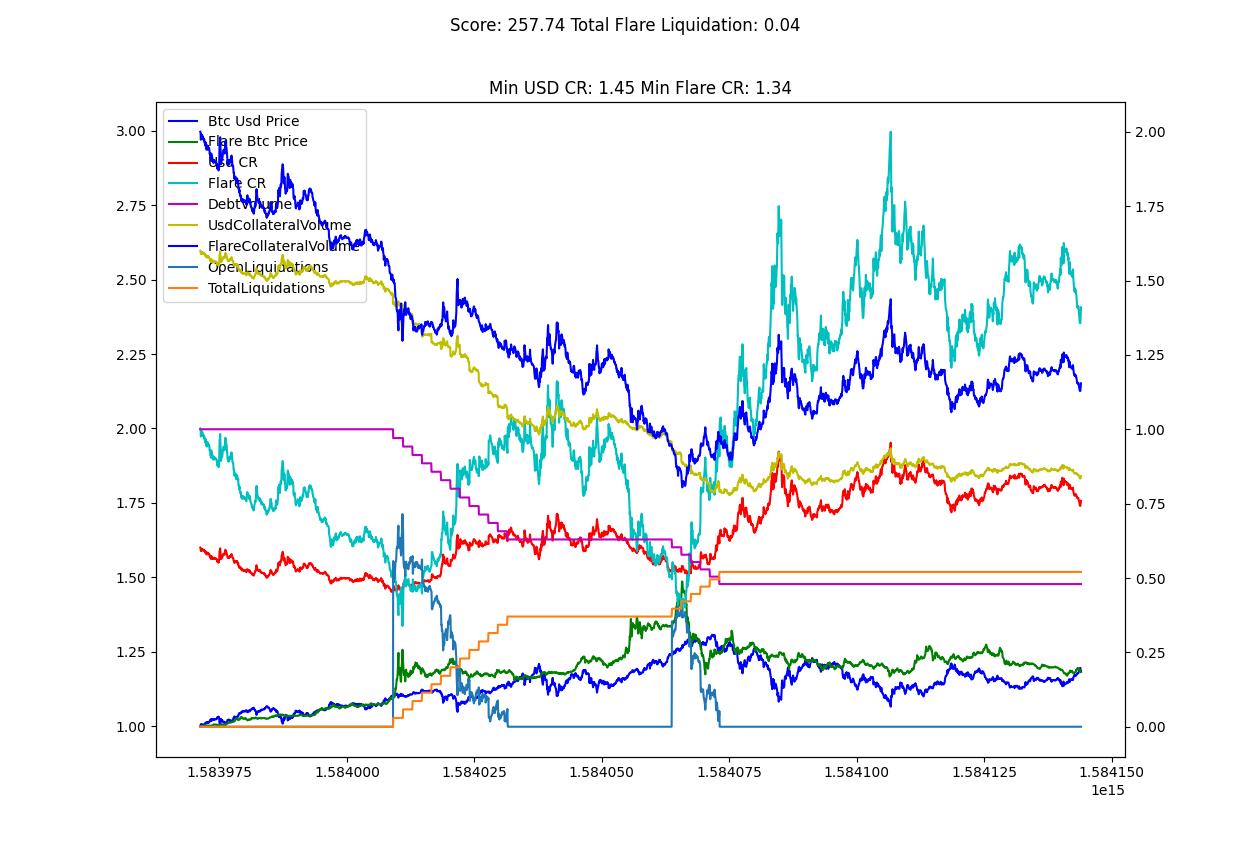 Score: 257.74 Total Flare Liquidation: 0.04
Min USD CR: 1.45 Min Flare CR: 1.34
Btc Usd Price
Flare Btc Price
Usd CR
Flare CR
DebtVolume
UsdCollateralVolume
FlareCollateralVolume
OpenLiquidations
TotalLiquidations
3.00
2.75
2.50
2.25
2.00
1.75
1.50
1.25
1.00
2.00
1.75
1.50
1.25
1.00
0.75
0.50
0.25
0.00
1.583975 1.584000 1.584025 1.584050 1.584075 1.584100 1.584125 1.584150
1e15